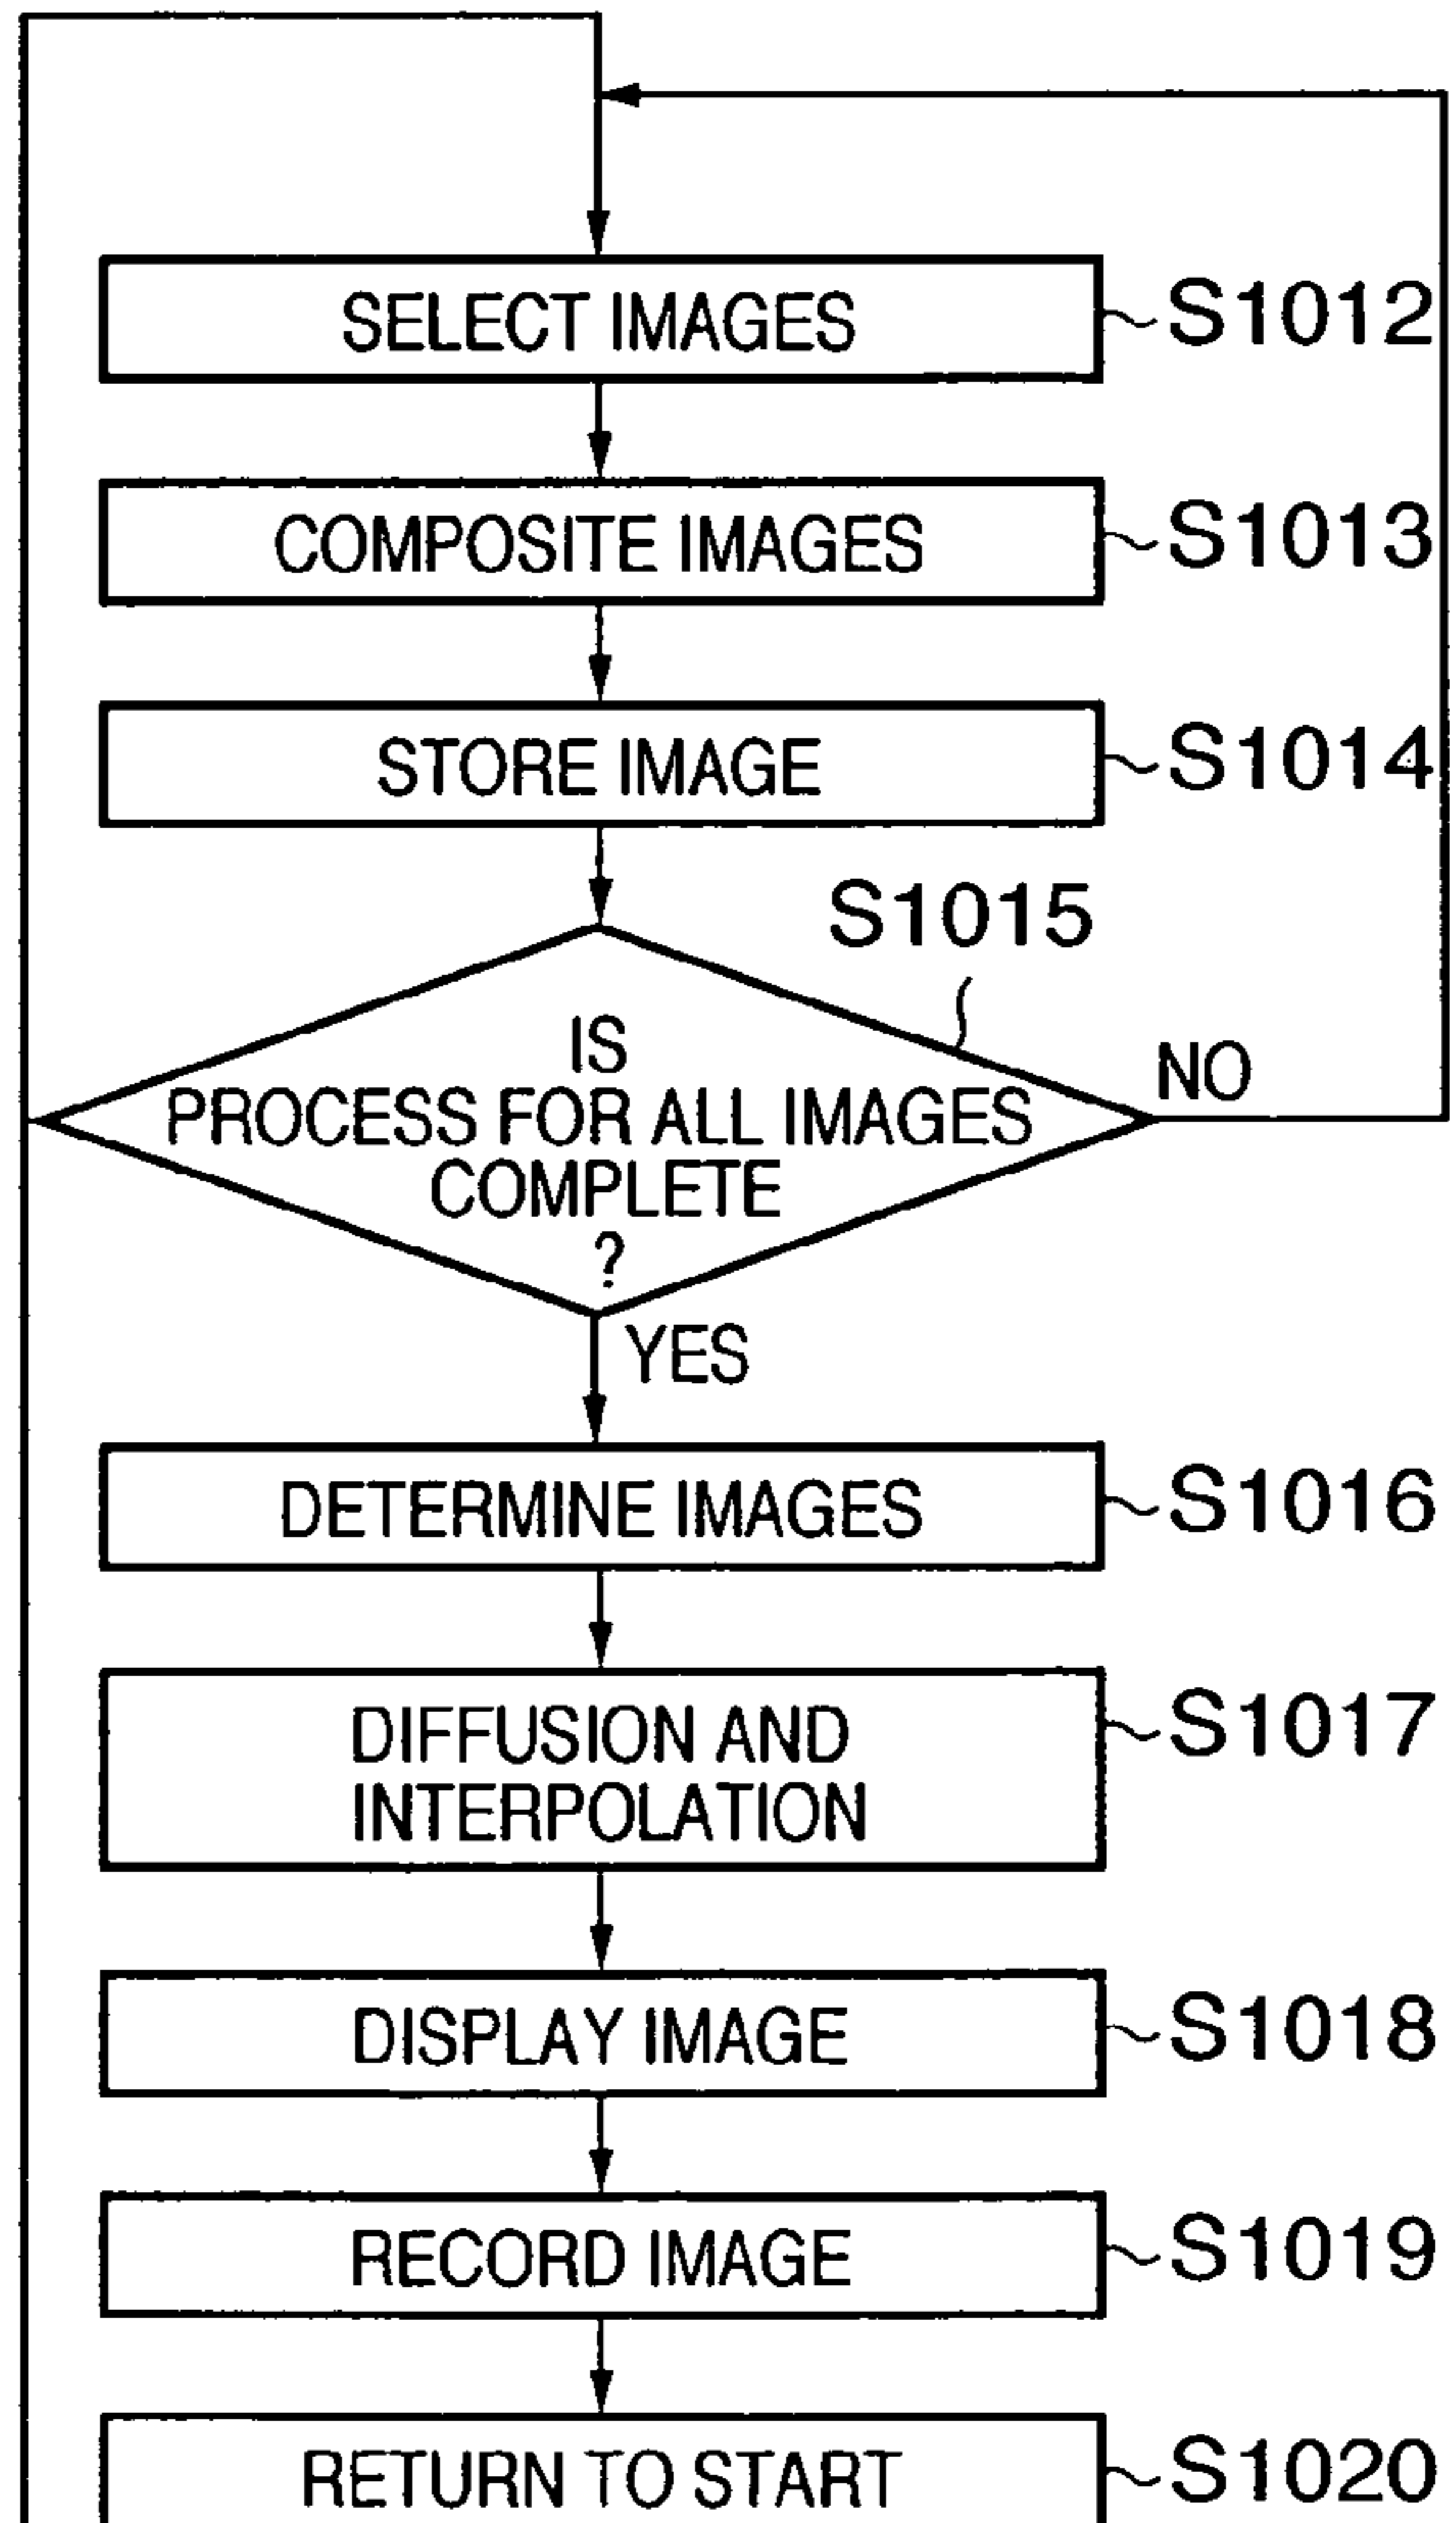 SELECT IMAGES
S1012
COMPOSITE IMAGES
S1013
STORE IMAGE
S1014
S1015
IS
PROCESS FOR ALL IMAGES
COMPLETE
?
NO
YES
DETERMINE IMAGES
S1016
DIFFUSION AND
INTERPOLATION
S1017
DISPLAY IMAGE
S1018
RECORD IMAGE
S1019
RETURN TO START
S1020